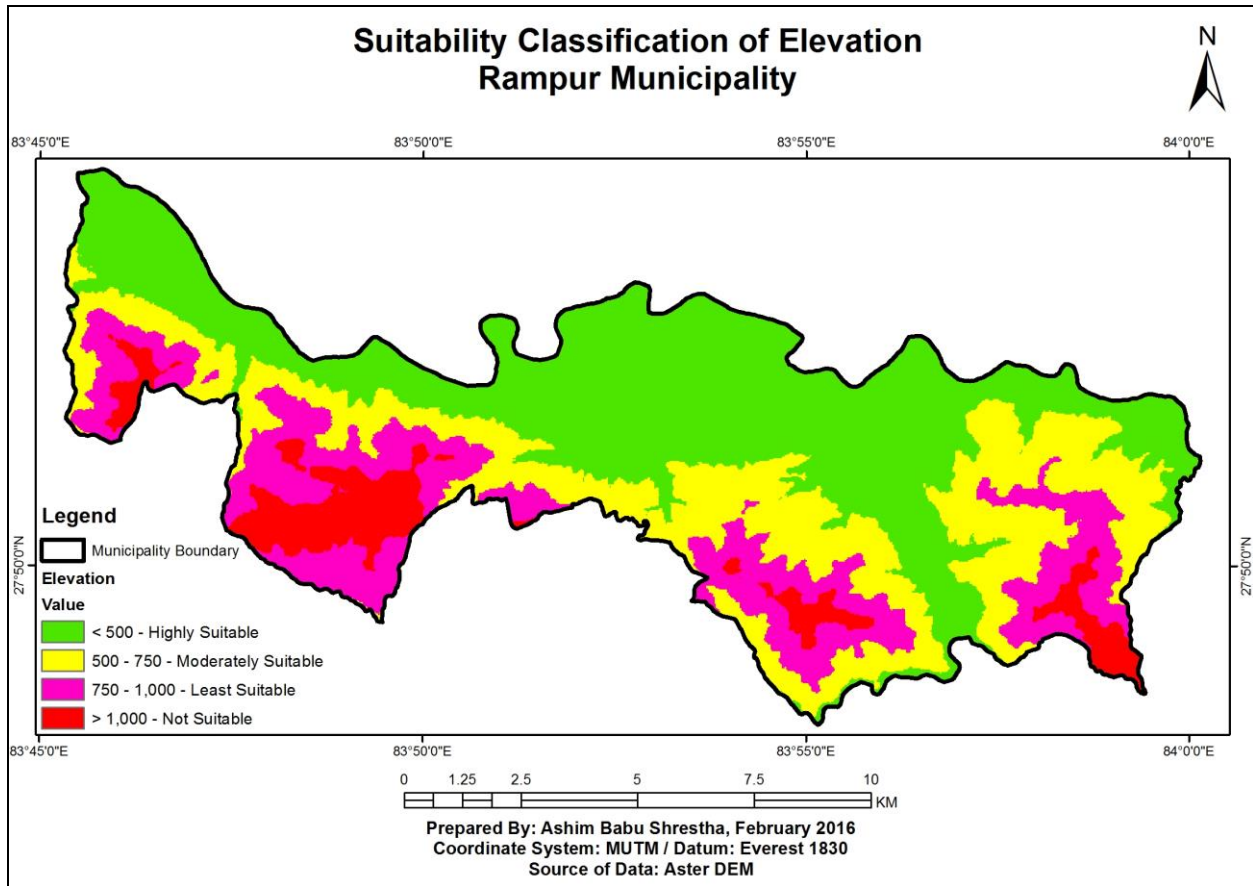 Suitability Classification of Elevation
Rampur Municipality
N
83°45'0"E
83°50'0"E
83°55'0"E
84°0'0"E
27°50'0"N
27°50'0"N
Legend
Municipality Boundary
Elevation
Value
< 500 - Highly Suitable
500 - 750 - Moderately Suitable
750 - 1,000 - Least Suitable
> 1,000 - Not Suitable
83°45'0"E
83°50'0"E
83°55'0"E
84°0'0"E
0 1.25 2.5 5 7.5 10
KM
Prepared By: Ashim Babu Shrestha, February 2016
Coordinate System: MUTM / Datum: Everest 1830
Source of Data: Aster DEM